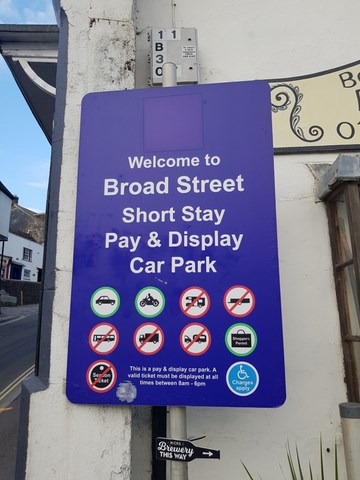 1 1
B
3
0
B
O
Welcome to
Broad Street
Short Stay
Pay & Display
Car Park
Shopper's
Permit
Season
Ticket
This is a pay & display car park. A
valid ticket must be displayed at all
times between 8am - 6pm
Charges
apply
Brewery
THIS WAY